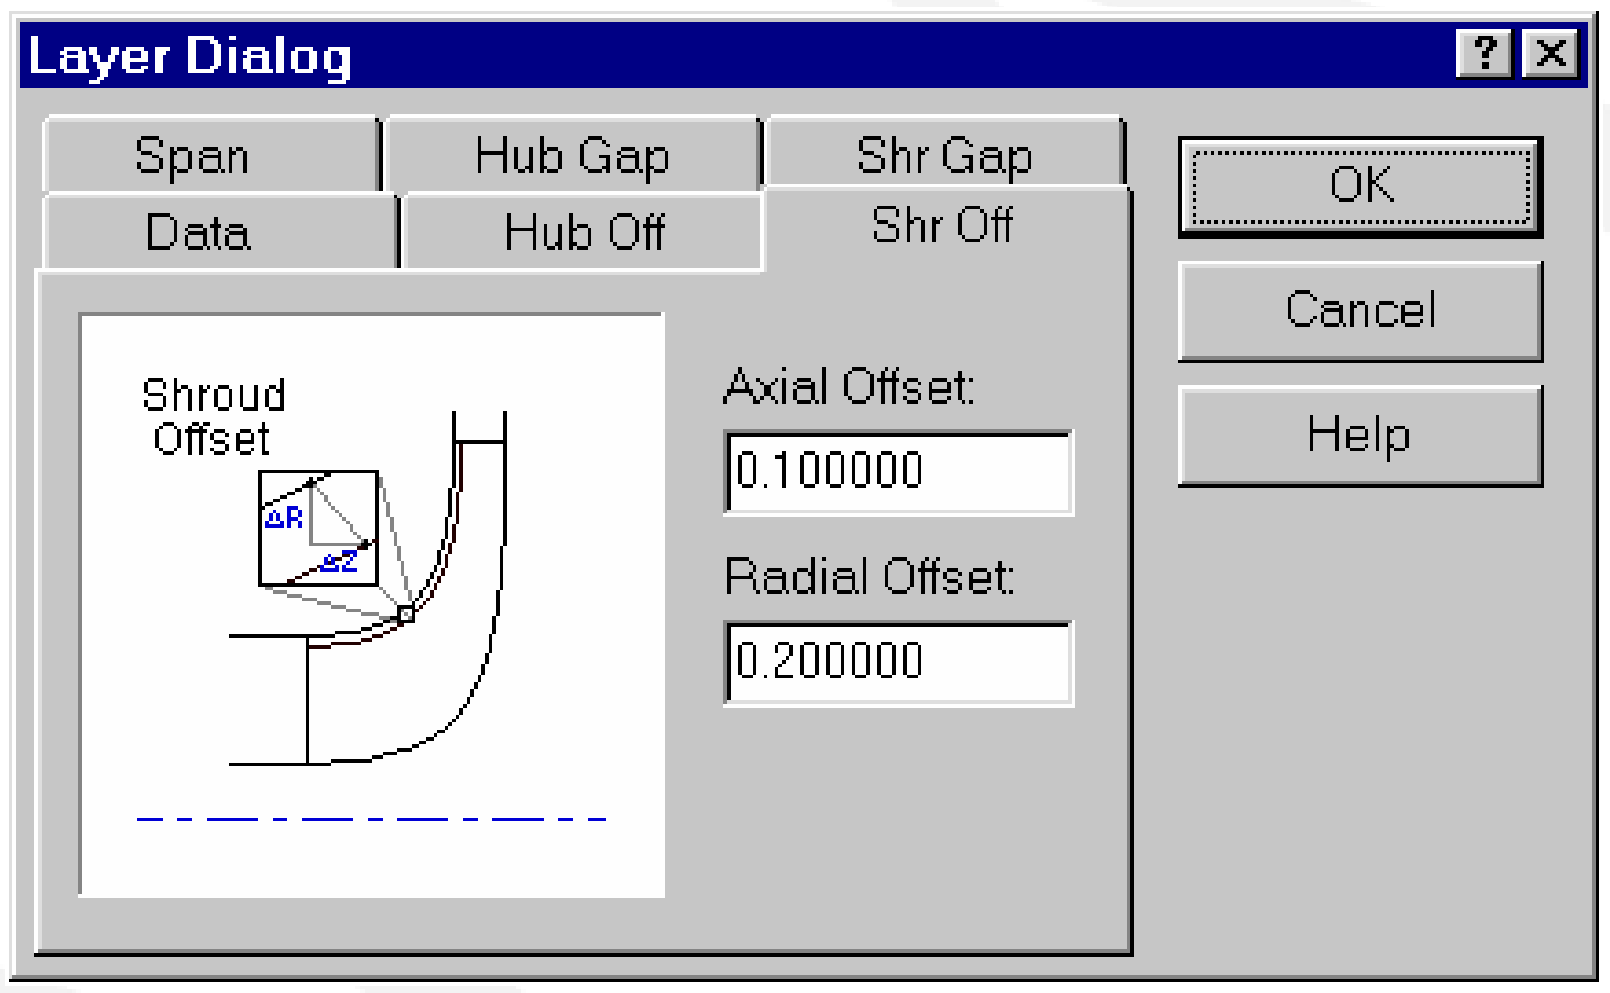 Layer Dialog
?
Span
Hub Gap
Shr Gap
Data
Hub Off
Shr Off
Shroud
Offset
ΔR
ΔZ
Axial Offset:
0.100000
Radial Offset:
0.200000
OK
Cancel
Help